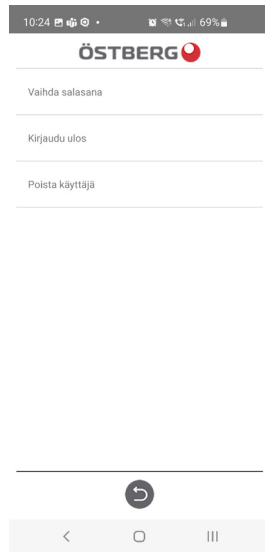 10:24 69%
ÖSTBERG
Vaihda salasana
Kirjaudu ulos
Poista käyttäjä